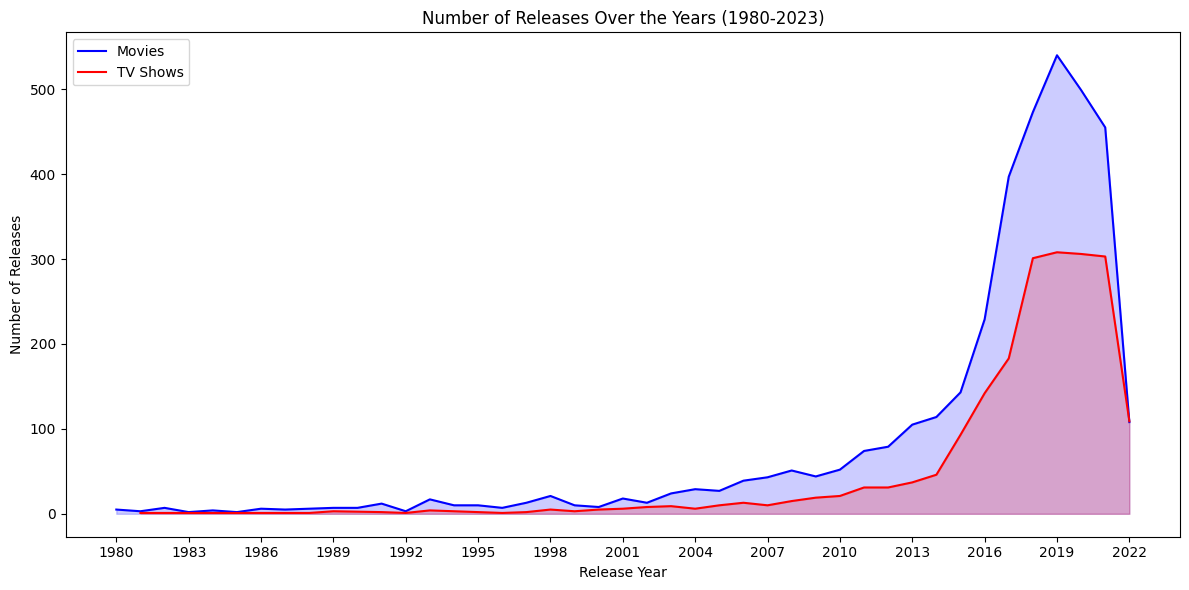 Number of Releases Over the Years (1980-2023)
Movies
TV Shows
Number of Releases
500
400
300
200
100
0
1980 1983 1986 1989 1992 1995 1998 2001 2004 2007 2010 2013 2016 2019 2022
Release Year